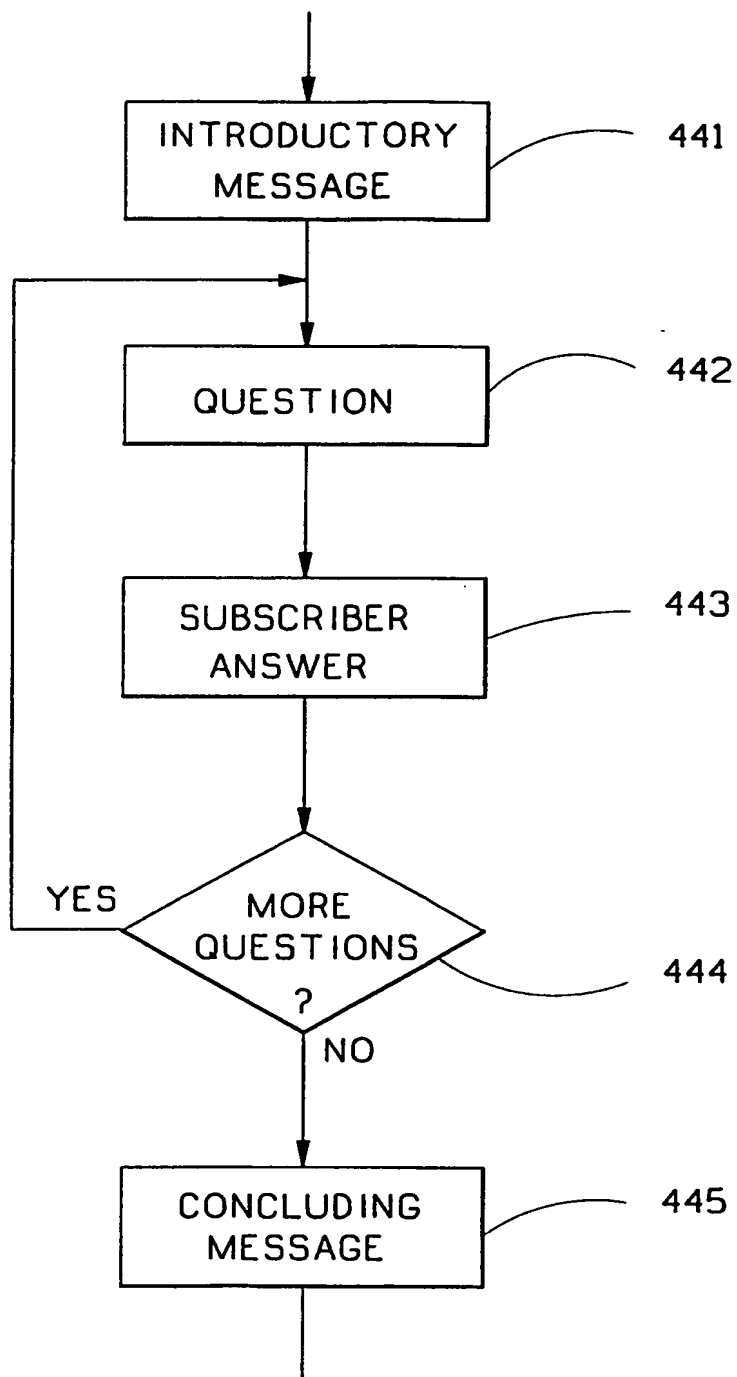 INTRODUCTORY
MESSAGE
441
QUESTION
442
SUBSCRIBER
ANSWER
443
YES
MORE
QUESTIONS
?
444
NO
CONCLUDING
MESSAGE
445